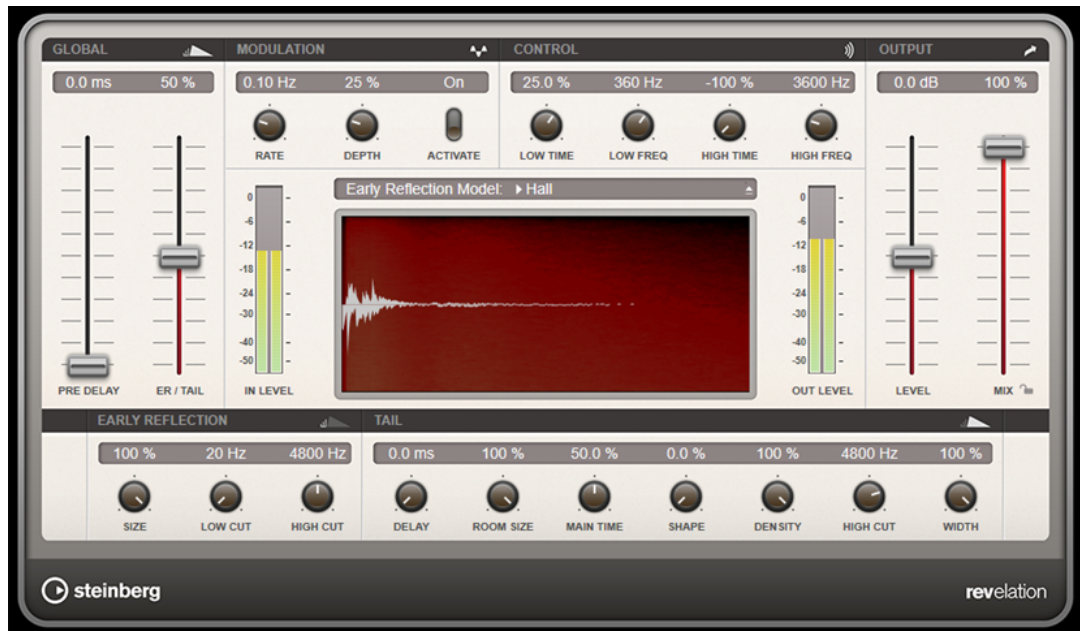 GLOBAL
0.0 ms 50 %
PRE DELAY ER / TAIL
MODULATION
0.10 Hz 25 % On
RATE DEPTH ACTIVATE
CONTROL
25.0 % 360 Hz -100 % 3600 Hz
LOW TIME LOW FREQ HIGH TIME HIGH FREQ
OUTPUT
0.0 dB 100 %
LEVEL MIX
Early Reflection Model: Hall
0
-6
-12
-18
-24
-30
-40
-50
IN LEVEL
0
-6
-12
-18
-24
-30
-40
-50
OUT LEVEL
EARLY REFLECTION
100 % 20 Hz 4800 Hz
SIZE LOW CUT HIGH CUT
TAIL
0.0 ms 100 % 50.0 % 0.0 % 100 % 4800 Hz 100 %
DELAY ROOM SIZE MAIN TIME SHAPE DENSITY HIGH CUT WIDTH
steinberg
revelation